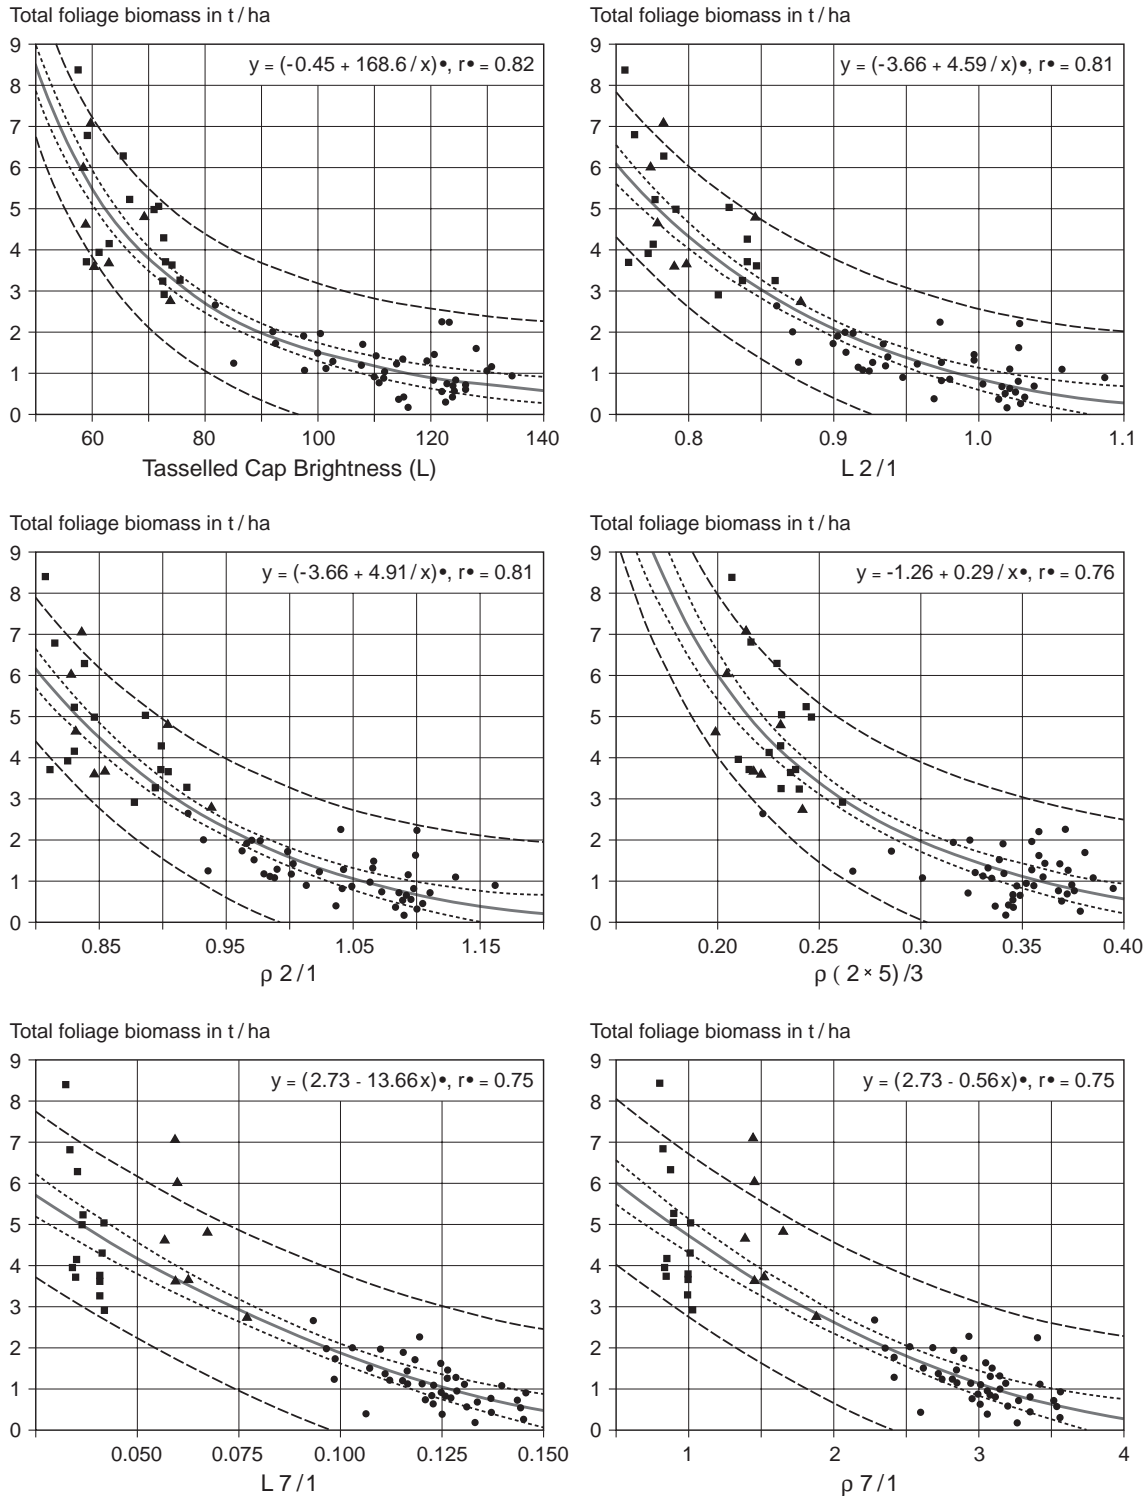 Total foliage biomass in t / ha
Total foliage biomass in t / ha
9
8
7
6
5
4
3
2
1
0
y = (-0.45 + 168.6 / x)•, r• = 0.82
60 80 100 120 140
Tasselled Cap Brightness (L)
9
8
7
6
5
4
3
2
1
0
y = (-3.66 + 4.59 / x)•, r• = 0.81
0.8 0.9 1.0 1.1
L 2 / 1
Total foliage biomass in t / ha
Total foliage biomass in t / ha
9
8
7
6
5
4
3
2
1
0
y = (-3.66 + 4.91 / x)•, r• = 0.81
0.85 0.95 1.05 1.15
ρ 2 / 1
9
8
7
6
5
4
3
2
1
0
y = -1.26 + 0.29 / x•, r• = 0.76
0.20 0.25 0.30 0.35 0.40
ρ ( 2 × 5) / 3
Total foliage biomass in t / ha
Total foliage biomass in t / ha
9
8
7
6
5
4
3
2
1
0
y = (2.73 - 13.66x)•, r• = 0.75
0.050 0.075 0.100 0.125 0.150
L 7 / 1
9
8
7
6
5
4
3
2
1
0
y = (2.73 - 0.56x)•, r• = 0.75
1 2 3 4
ρ 7 / 1